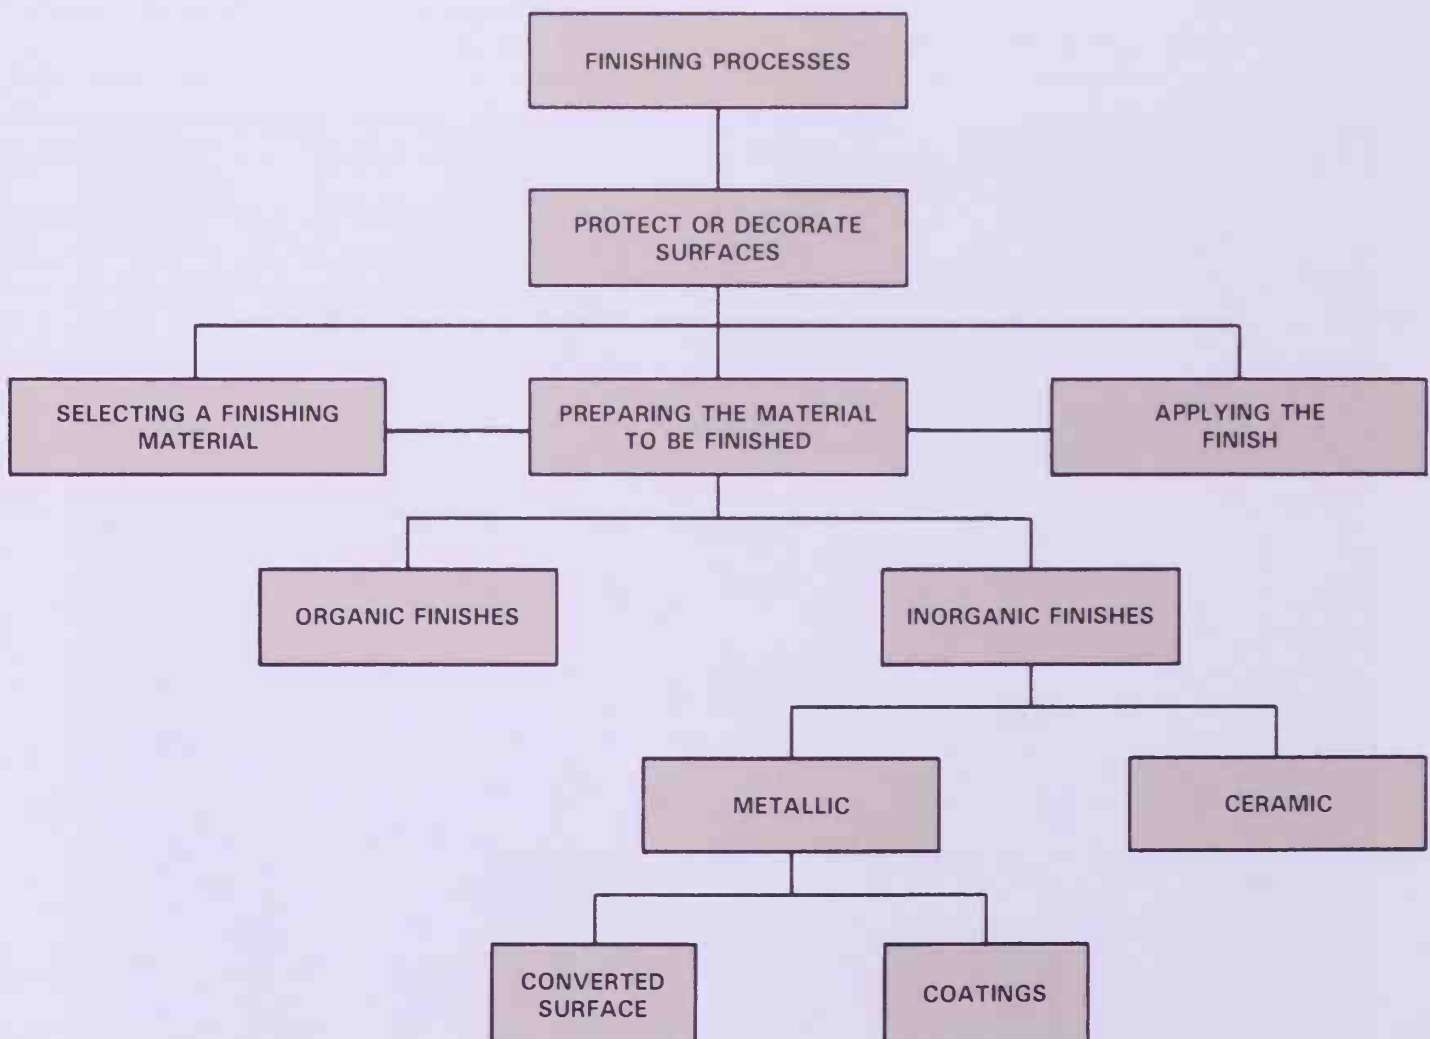 FINISHING PROCESSES
PROTECT OR DECORATE
SURFACES
SELECTING A FINISHING
MATERIAL
PREPARING THE MATERIAL
TO BE FINISHED
APPLYING THE
FINISH
ORGANIC FINISHES
INORGANIC FINISHES
METALLIC
CERAMIC
CONVERTED
SURFACE
COATINGS